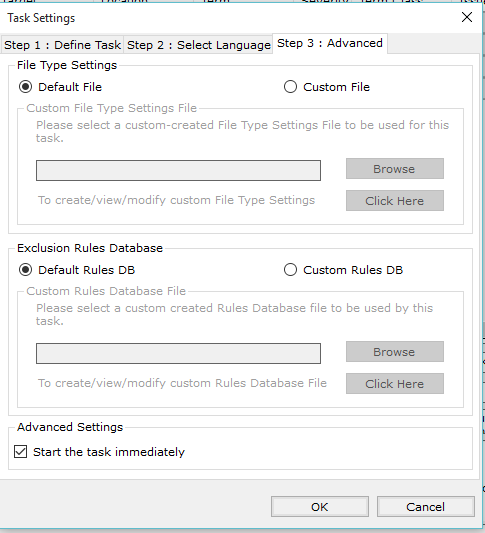 Task Settings
Step 1 : Define Task Step 2 : Select Language Step 3 : Advanced
File Type Settings
Default File Custom File
Custom File Type Settings File
Please select a custom-created File Type Settings File to be used for this
task.
Browse
To create/view/modify custom File Type Settings Click Here
Exclusion Rules Database
Default Rules DB Custom Rules DB
Custom Rules Database File
Please select a custom created Rules Database file to be used by this
task.
Browse
To create/view/modify custom Rules Database File Click Here
Advanced Settings
Start the task immediately
OK Cancel